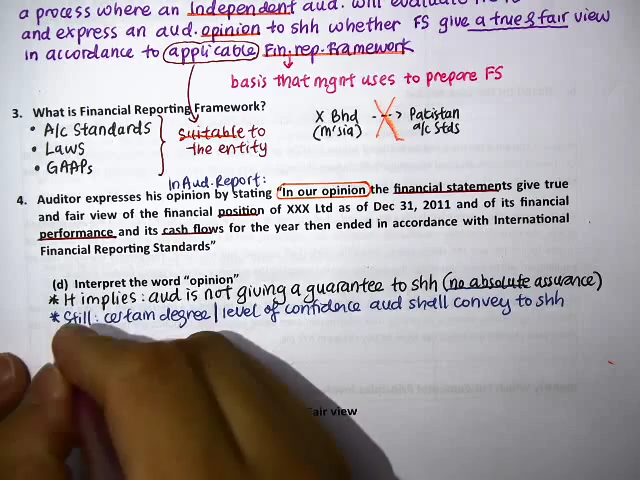 a process where an Independent aud. will evaluate
and express an aud. opinion to shh whether FS give a true & fair view
in accordance to applicable Fin. rep. framework
basis that mgnt uses to prepare FS
3. What is Financial Reporting Framework?
• A/c Standards
• Laws
• GAAPs
suitable to
the entity
X Bhd
(m'sia)
Pakistan
a/c Stds
In Aud. Report:
4. Auditor expresses his opinion by stating "In our opinion the financial statements give true
and fair view of the financial position of XXX Ltd as of Dec 31, 2011 and of its financial
performance and its cash flows for the year then ended in accordance with International
Financial Reporting Standards"
(d) Interpret the word "opinion"
* It implies: aud is not giving a guarantee to shh (no absolute assurance)
* Still: certain degree | level of confidence aud shall convey to shh
Fair view